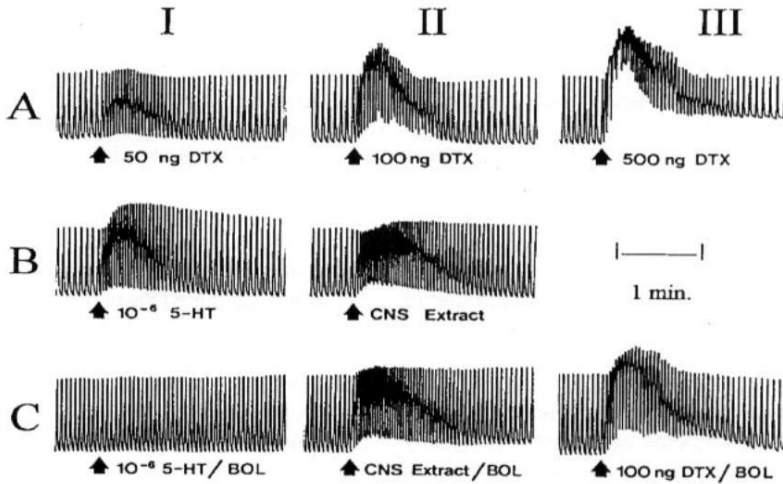 I II III
A
50 ng DTX 100 ng DTX 500 ng DTX
B
1 min.
10⁻⁶ 5-HT CNS Extract
C
10⁻⁶ 5-HT/BOL CNS Extract/BOL 100 ng DTX/BOL